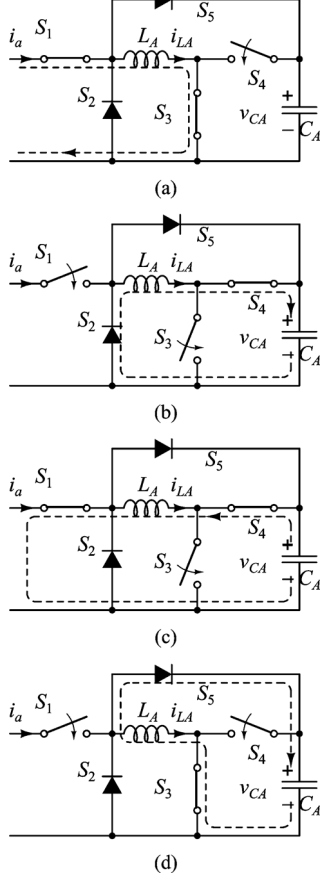 S5
ia S1 LA iLA S4
S2 S3 + vCA − CA
(a)
S5
ia S1 LA iLA S4
S2 S3 + vCA −
(b)
S5
ia S1 LA iLA S4
S2 S3 + vCA − CA
(c)
S5
ia S1 LA iLA S4
S2 S3 + vCA − CA
(d)